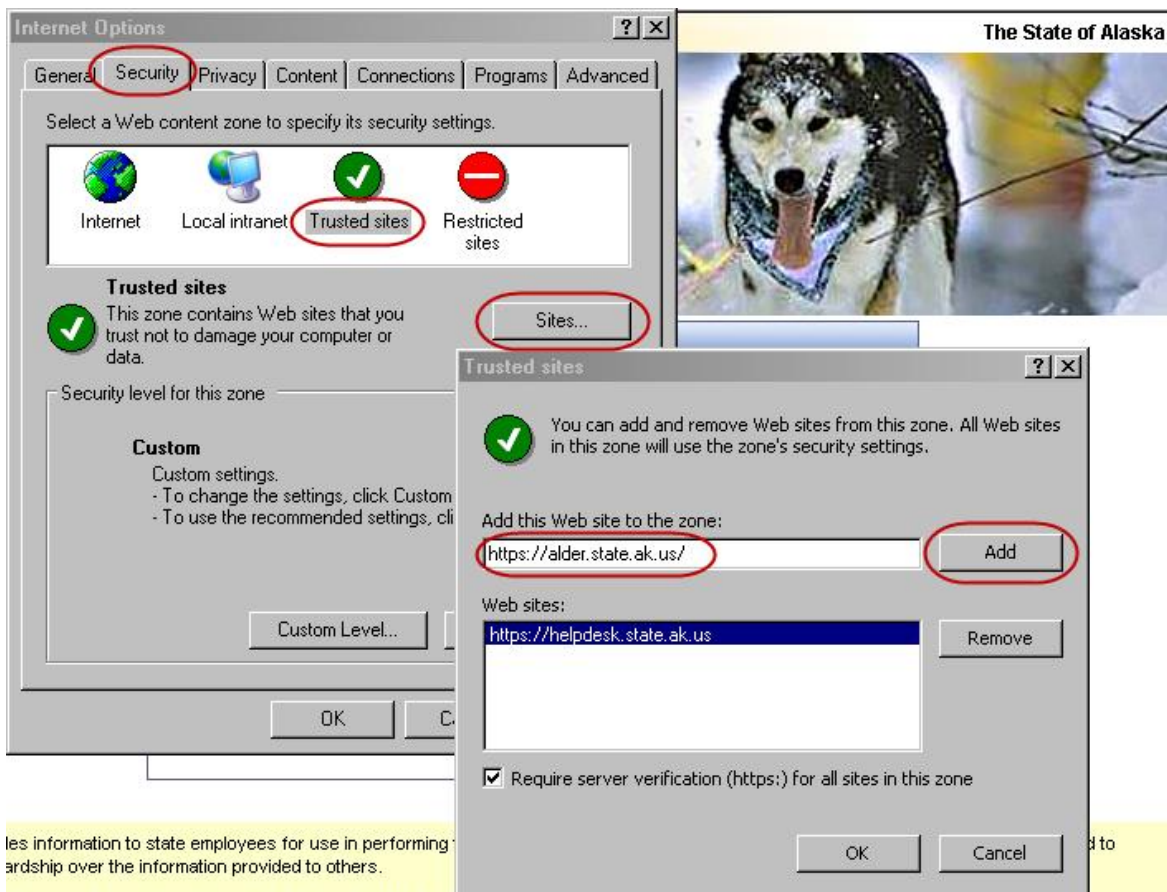 Internet Options
The State of Alaska
General Security Privacy Content Connections Programs Advanced
Select a Web content zone to specify its security settings.
Internet
Local intranet
Trusted sites
Restricted
sites
Trusted sites
This zone contains Web sites that you
trust not to damage your computer or
data.
Sites...
Security level for this zone
Custom
Custom settings.
- To change the settings, click Custom
- To use the recommended settings, cli
Custom Level...
OK
Trusted sites
You can add and remove Web sites from this zone. All Web sites
in this zone will use the zone's security settings.
Add this Web site to the zone:
https://alder.state.ak.us/
Add
Web sites:
https://helpdesk.state.ak.us
Remove
Require server verification (https:) for all sites in this zone
OK
Cancel
les information to state employees for use in performing
d to
ardship over the information provided to others.